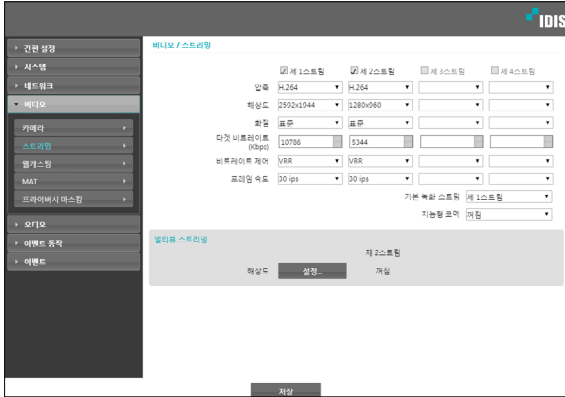 IDIS
간편 설정
시스템
네트워크
비디오
카메라
스트리밍
웹캐스팅
MAT
프라이버시 마스킹
오디오
이벤트 동작
이벤트
비디오 / 스트리밍
제 1스트림 제 2스트림 제 3스트림 제 4스트림
압축 H.264 H.264
해상도 2592x1944 1280x960
화질 표준 표준
타겟 비트레이트
(Kbps) 10786 5344
비트레이트 제어 VBR VBR
프레임 속도 30 ips 30 ips
기본 녹화 스트림 제 1스트림
지능형 코덱 꺼짐
멀티뷰 스트리밍
제 2스트림
해상도 설정... 꺼짐
저장